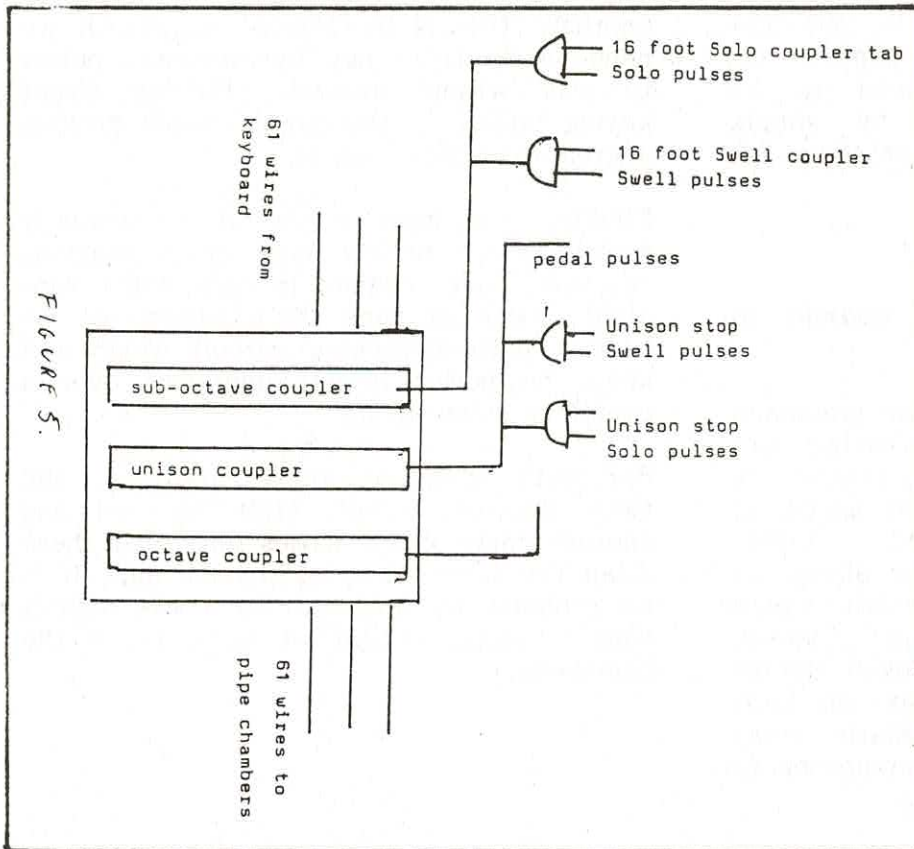 16 foot Solo coupler tab
Solo pulses
16 foot Swell coupler
Swell pulses
61 wires from
keyboard
pedal pulses
Unison stop
Swell pulses
Unison stop
Solo pulses
sub-octave coupler
unison coupler
octave coupler
61 wires to
pipe chambers
FIGURE 5.